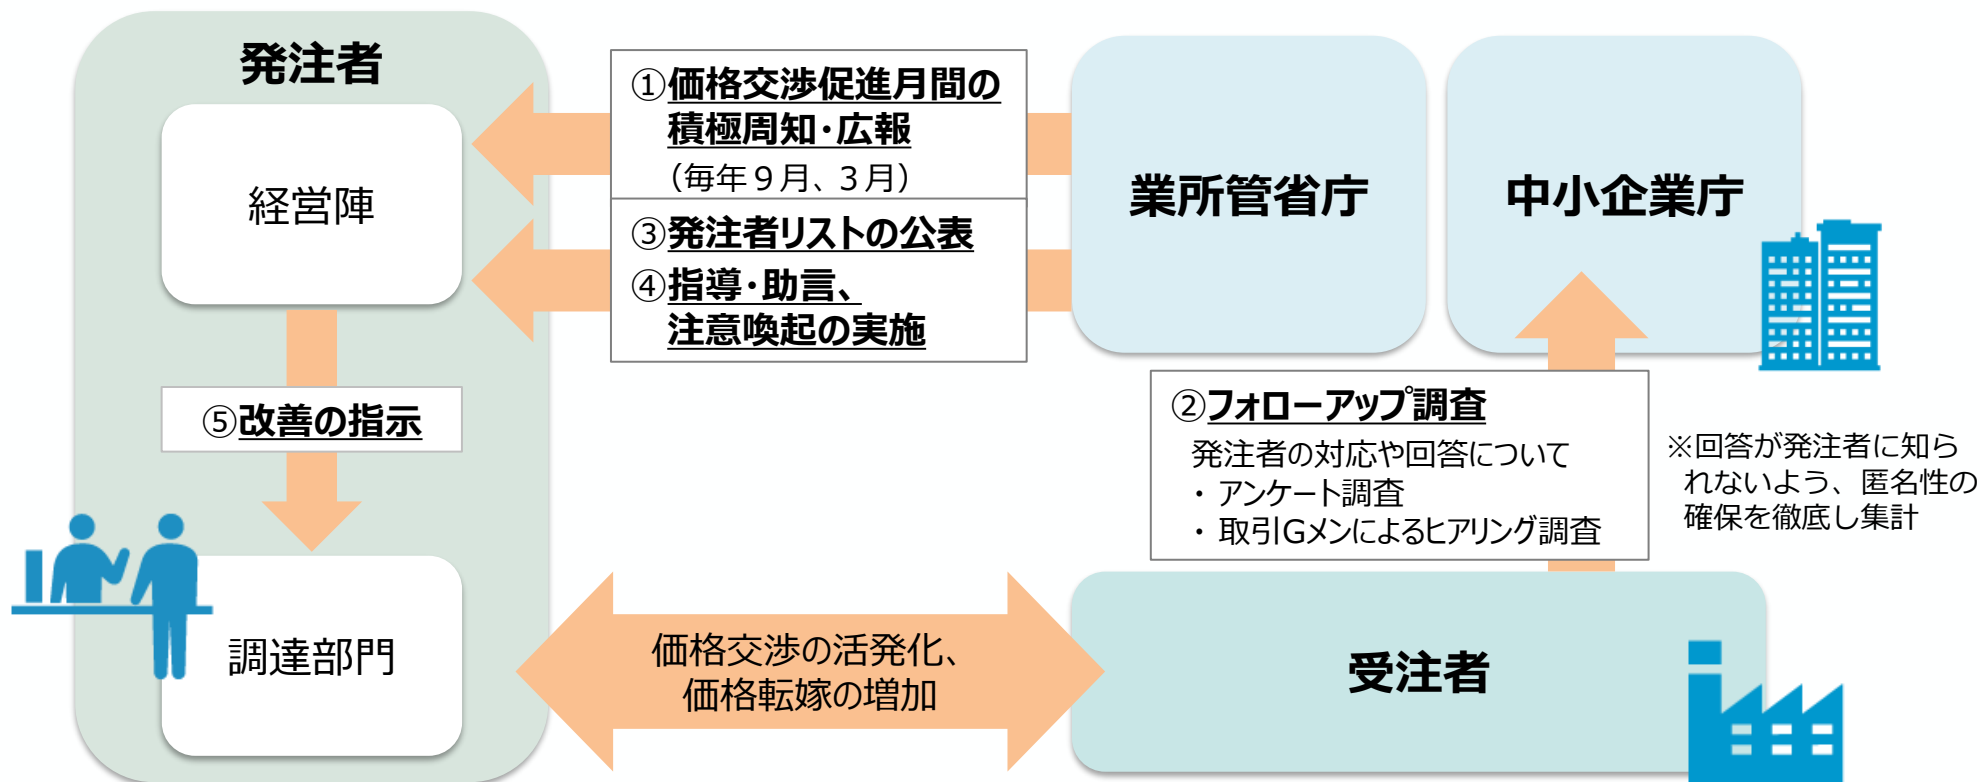 発注者
経営陣
①価格交渉促進月間の
積極周知・広報
（毎年９月、３月）
③発注者リストの公表
④指導・助言、
注意喚起の実施
業所管省庁
中小企業庁
⑤改善の指示
②フォローアップ調査
発注者の対応や回答について
・ アンケート調査
・ 取引Gメンによるヒアリング調査
※回答が発注者に知ら
れないよう、匿名性の
確保を徹底し集計
調達部門
価格交渉の活発化、
価格転嫁の増加
受注者